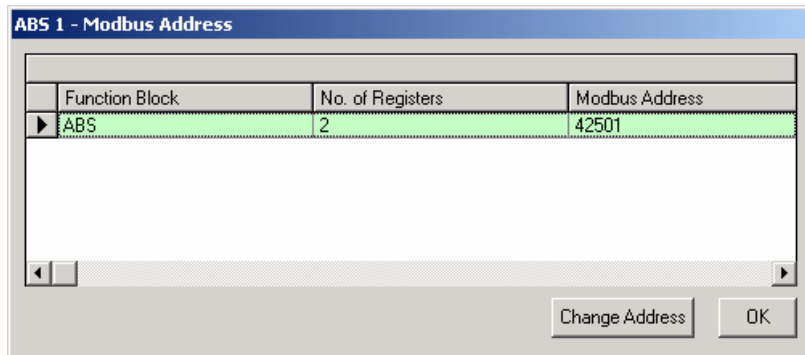 ABS 1 - Modbus Address
Function Block No. of Registers Modbus Address
ABS 2 42501
Change Address OK